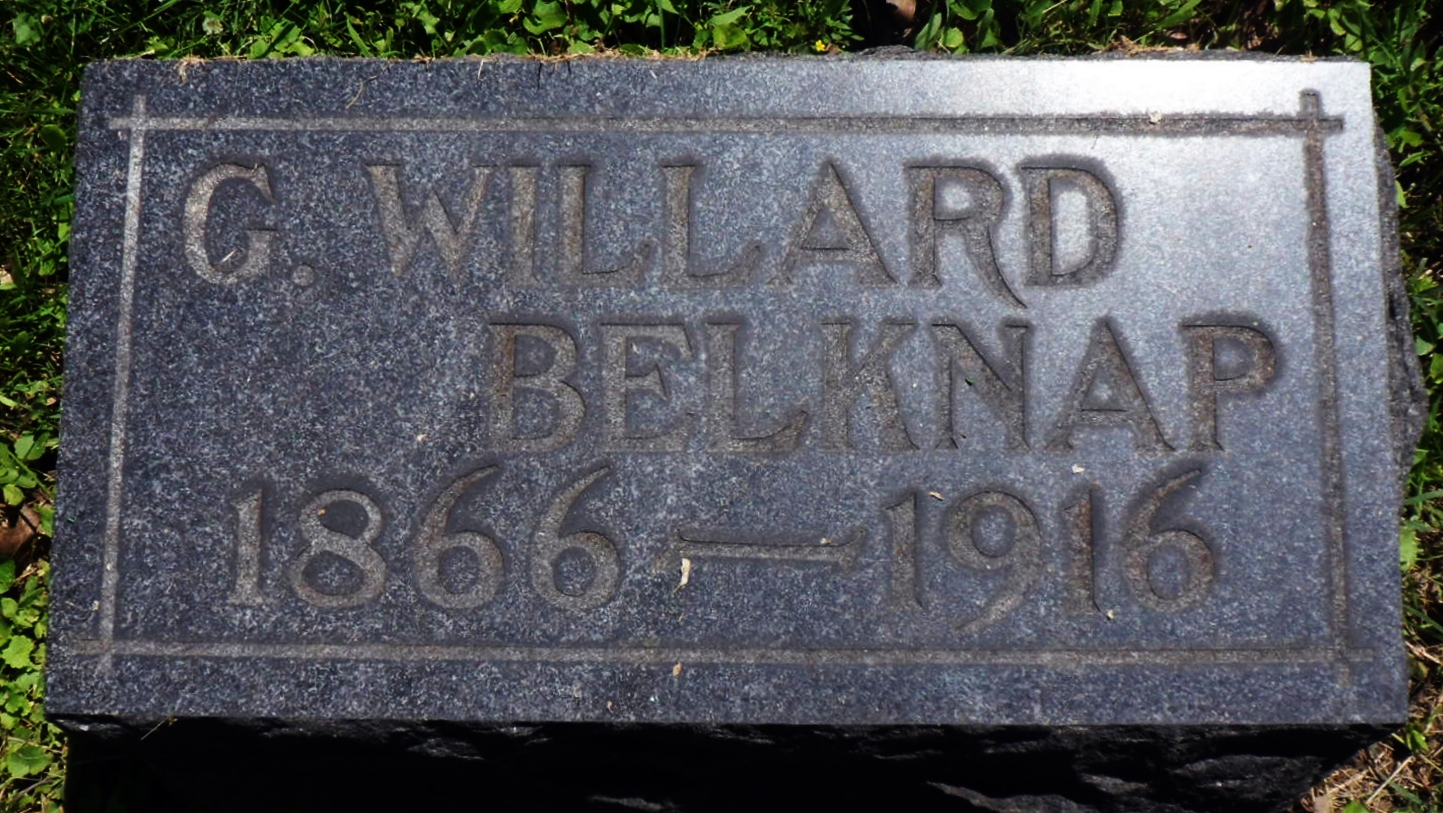 G. WILLARD
BELKNAP
1866 — 1916